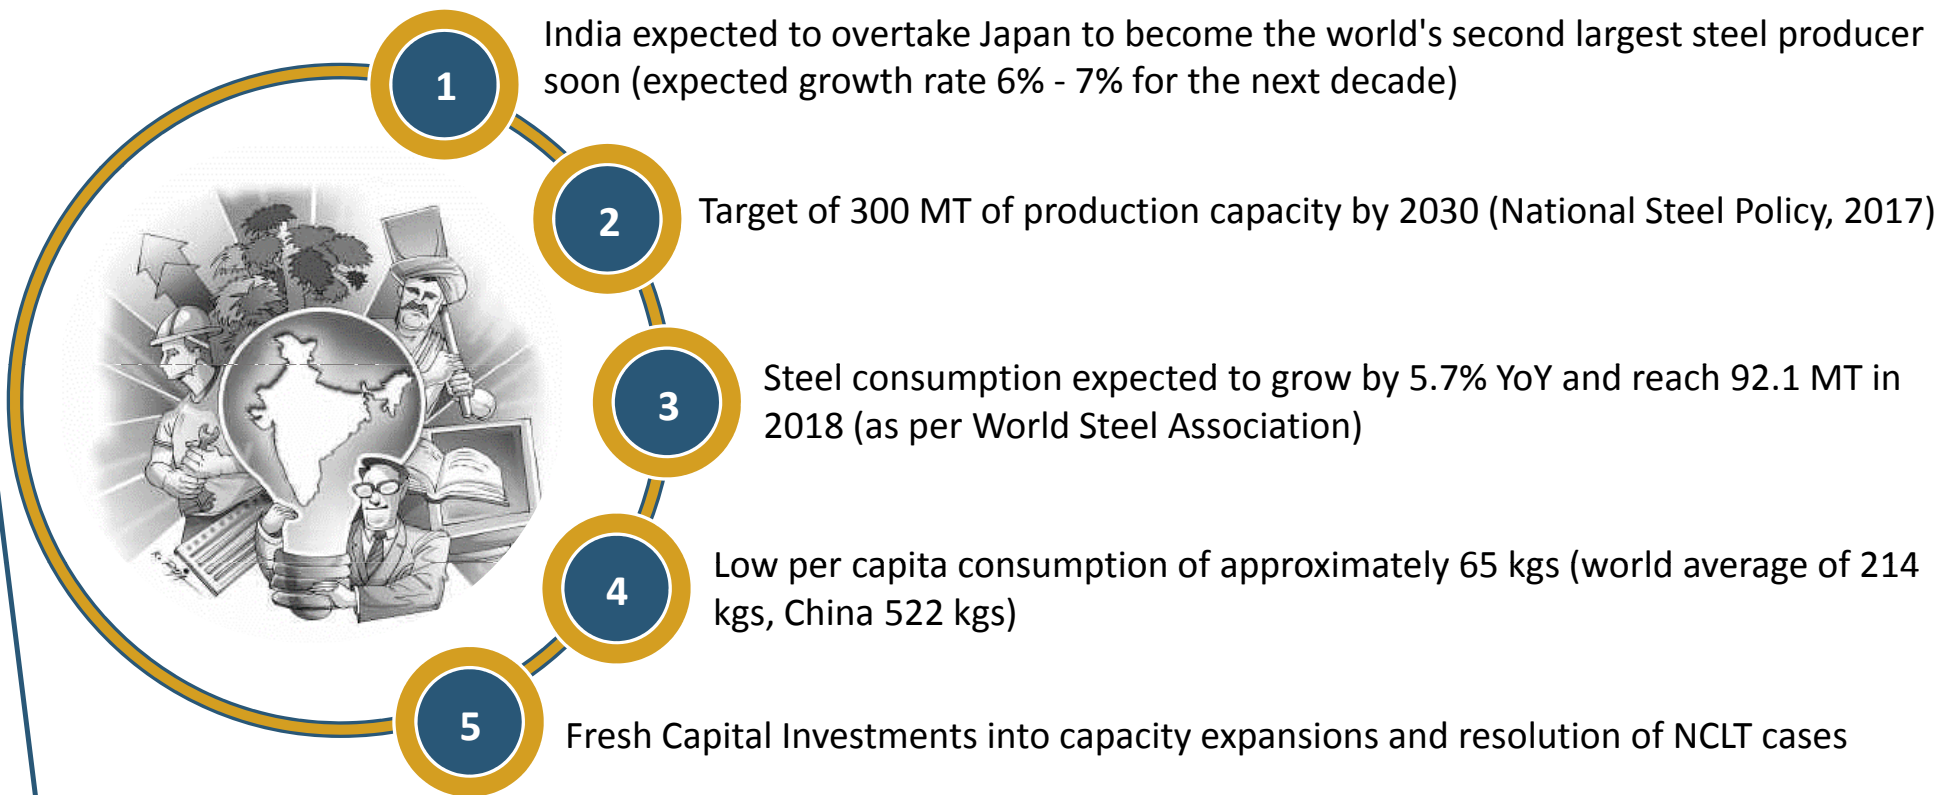 1
India expected to overtake Japan to become the world's second largest steel producer
soon (expected growth rate 6% - 7% for the next decade)
2
Target of 300 MT of production capacity by 2030 (National Steel Policy, 2017)
3
Steel consumption expected to grow by 5.7% YoY and reach 92.1 MT in
2018 (as per World Steel Association)
4
Low per capita consumption of approximately 65 kgs (world average of 214
kgs, China 522 kgs)
5
Fresh Capital Investments into capacity expansions and resolution of NCLT cases